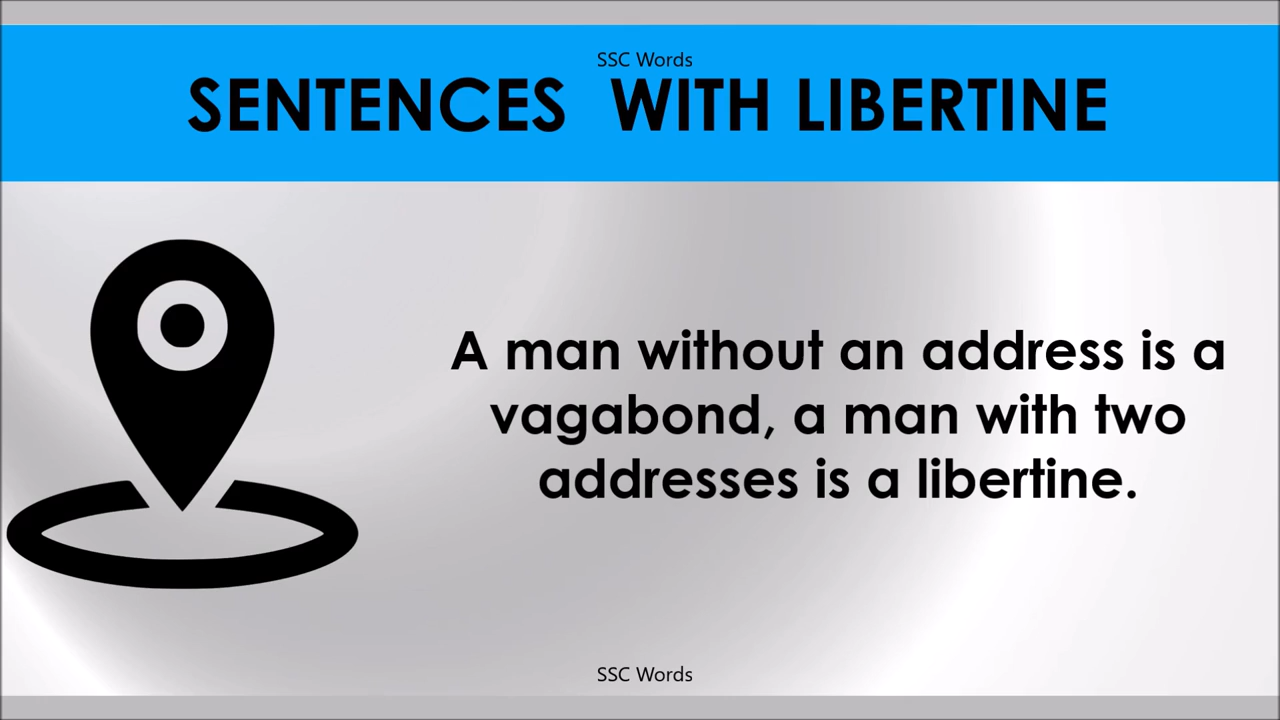 SSC Words
SENTENCES WITH LIBERTINE
A man without an address is a
vagabond, a man with two
addresses is a libertine.
SSC Words